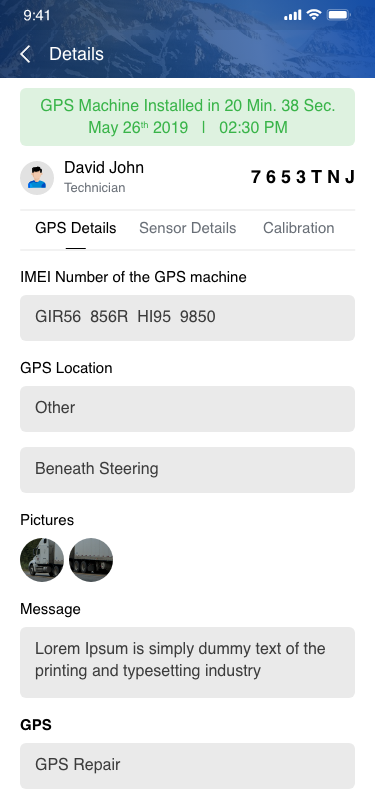 9:41
Details
GPS Machine Installed in 20 Min. 38 Sec.
May 26th 2019 | 02:30 PM
David John
7 6 5 3 T N J
Technician
GPS Details Sensor Details Calibration
IMEI Number of the GPS machine
GIR56 856R HI95 9850
GPS Location
Other
Beneath Steering
Pictures
Message
Lorem Ipsum is simply dummy text of the
printing and typesetting industry
GPS
GPS Repair